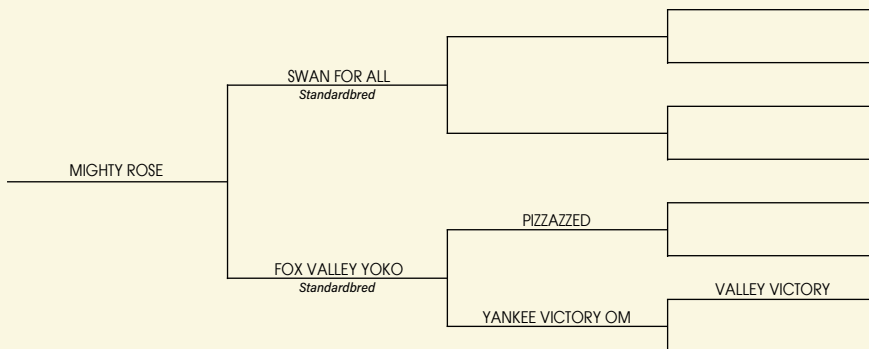 SWAN FOR ALL
Standardbred
MIGHTY ROSE
PIZZAZZED
FOX VALLEY YOKO
Standardbred
VALLEY VICTORY
YANKEE VICTORY OM